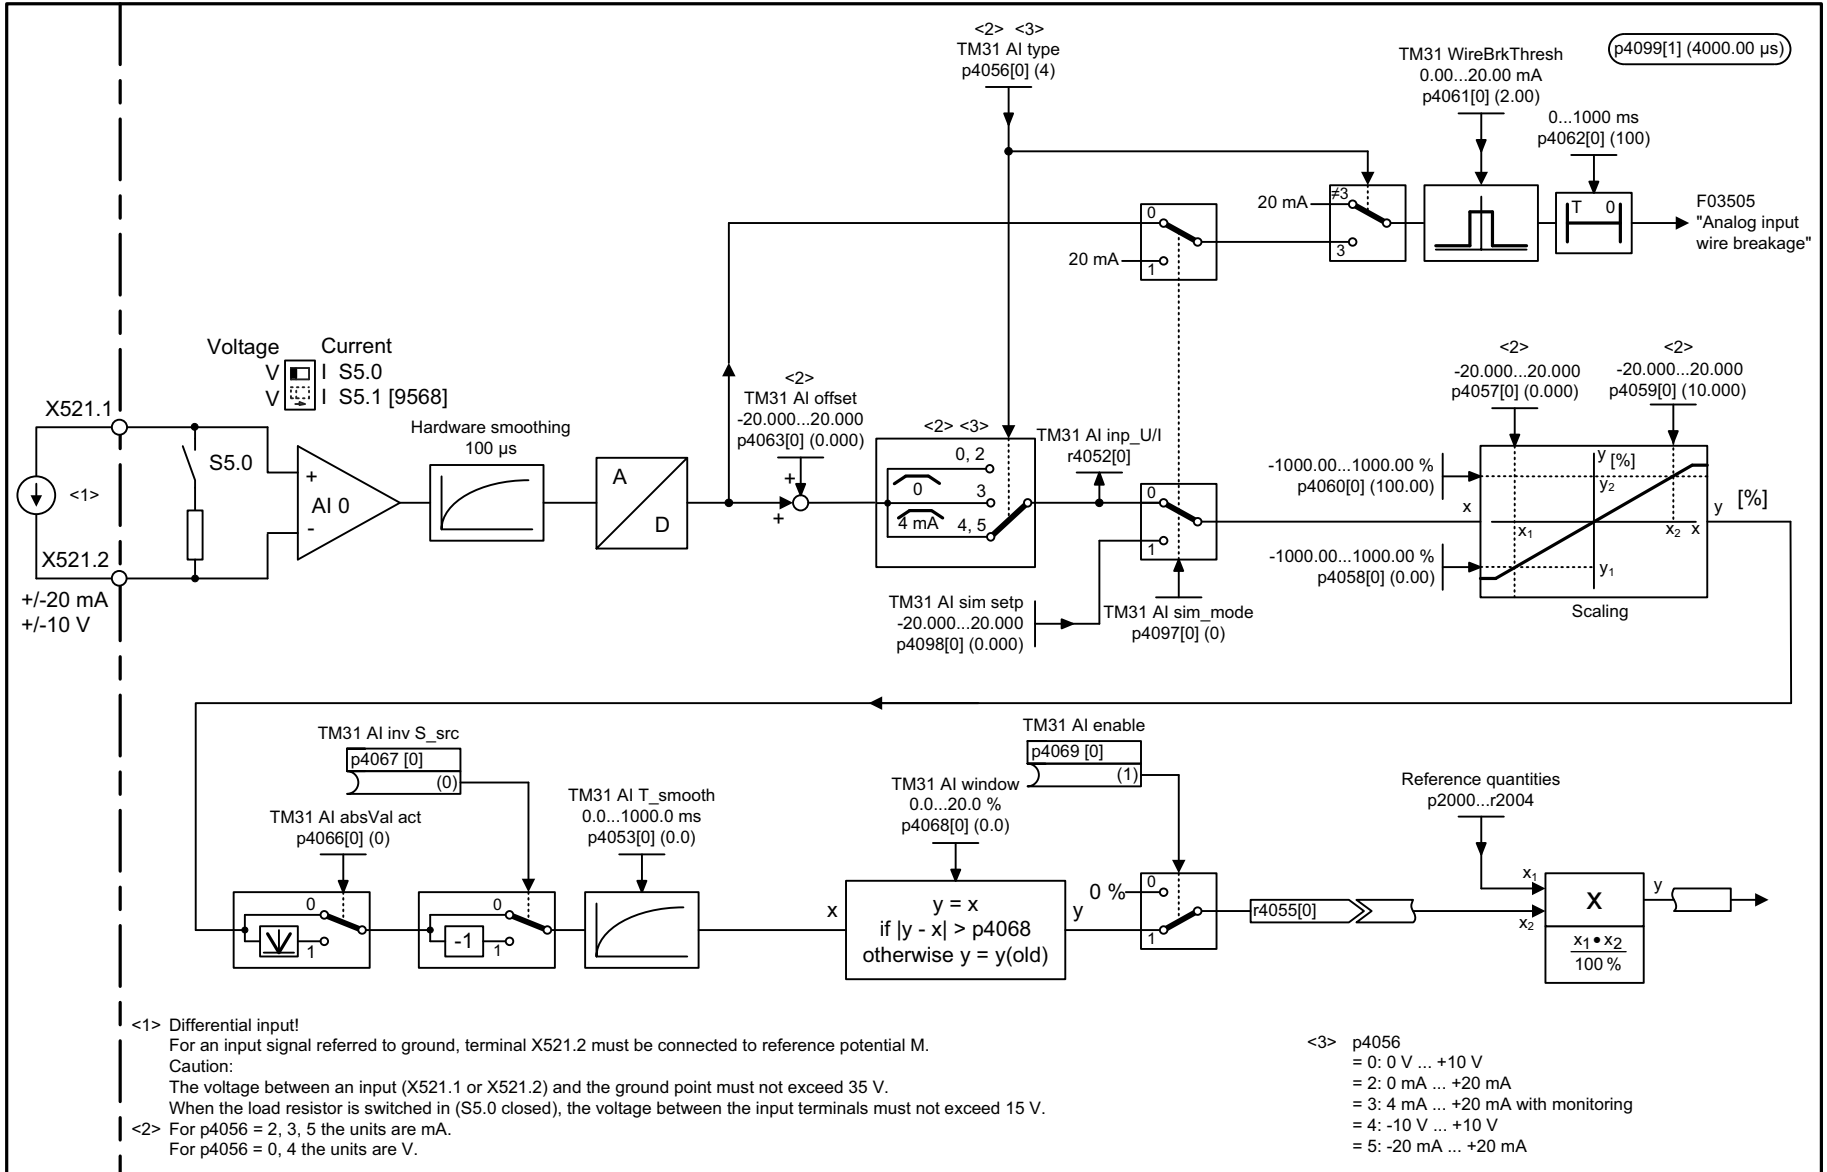 <2> <3>
TM31 AI type
p4056[0] (4)
TM31 WireBrkThresh
0.00...20.00 mA
p4061[0] (2.00)
p4099[1] (4000.00 µs)
0...1000 ms
p4062[0] (100)
20 mA
≠3
3
T 0
F03505
"Analog input
wire breakage"
0
20 mA
1
Voltage Current
V I S5.0
V I S5.1 [9568]
X521.1
S5.0
<1>
+
AI 0
-
X521.2
+/-20 mA
+/-10 V
Hardware smoothing
100 µs
A
D
<2>
TM31 AI offset
-20.000...20.000
p4063[0] (0.000)
+
+
<2> <3>
0, 2
0
3
4 mA
4, 5
TM31 AI inp_U/I
r4052[0]
0
1
TM31 AI sim setp
-20.000...20.000
p4098[0] (0.000)
TM31 AI sim_mode
p4097[0] (0)
<2>
-20.000...20.000
p4057[0] (0.000)
<2>
-20.000...20.000
p4059[0] (10.000)
-1000.00...1000.00 %
p4060[0] (100.00)
-1000.00...1000.00 %
p4058[0] (0.00)
x
y [%]
y2
x1
x2
x
y1
y [%]
Scaling
TM31 AI inv S_src
p4067 [0]
(0)
TM31 AI absVal act
p4066[0] (0)
0
1
0
-1
1
TM31 AI T_smooth
0.0...1000.0 ms
p4053[0] (0.0)
TM31 AI enable
p4069 [0]
(1)
TM31 AI window
0.0...20.0 %
p4068[0] (0.0)
x
y = x
if |y - x| > p4068
otherwise y = y(old)
y
0 %
0
1
r4055[0]
Reference quantities
p2000...r2004
x1
x2
X
x1 • x2
100 %
y
<1> Differential input!
For an input signal referred to ground, terminal X521.2 must be connected to reference potential M.
Caution:
The voltage between an input (X521.1 or X521.2) and the ground point must not exceed 35 V.
When the load resistor is switched in (S5.0 closed), the voltage between the input terminals must not exceed 15 V.
<2> For p4056 = 2, 3, 5 the units are mA.
For p4056 = 0, 4 the units are V.
<3> p4056
= 0: 0 V ... +10 V
= 2: 0 mA ... +20 mA
= 3: 4 mA ... +20 mA with monitoring
= 4: -10 V ... +10 V
= 5: -20 mA ... +20 mA